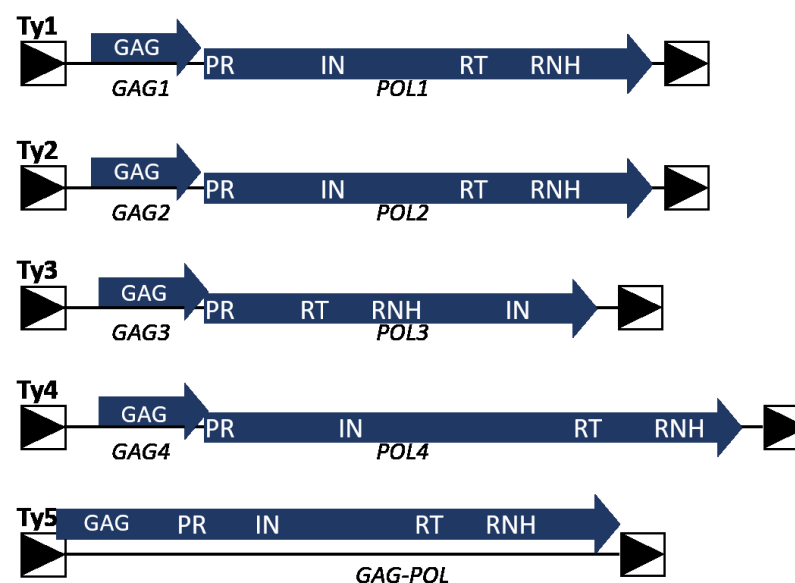 Ty1
GAG
PR IN RT RNH
GAG1 POL1
Ty2
GAG
PR IN RT RNH
GAG2 POL2
Ty3
GAG
PR RT RNH IN
GAG3 POL3
Ty4
GAG
PR IN RT RNH
GAG4 POL4
Ty5
GAG PR IN RT RNH
GAG-POL